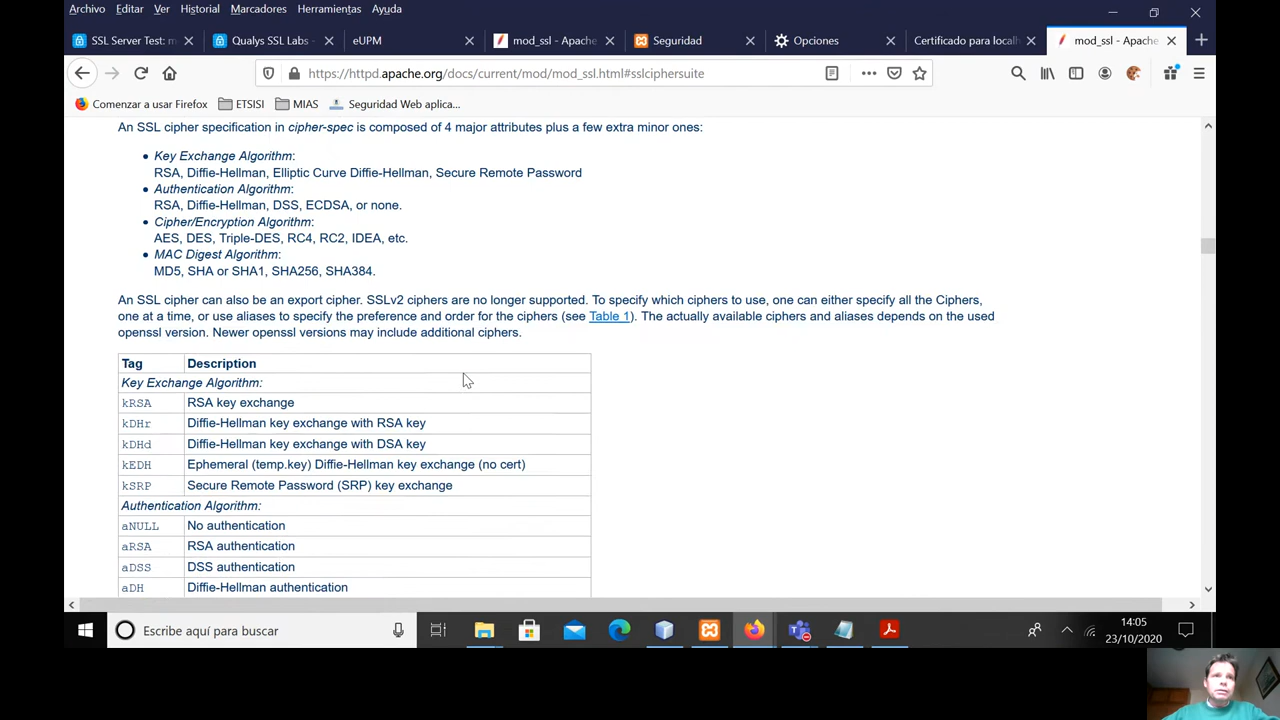 Archivo Editar Ver Historial Marcadores Herramientas Ayuda
SSL Server Test: m
Qualys SSL Labs -
eUPM
mod_ssl - Apache
Seguridad
Opciones
Certificado para localh
mod_ssl - Apache
https://httpd.apache.org/docs/current/mod/mod_ssl.html#sslciphersuite
Comenzar a usar Firefox ETSISI MIAS Seguridad Web aplica...
An SSL cipher specification in cipher-spec is composed of 4 major attributes plus a few extra minor ones:
• Key Exchange Algorithm:
RSA, Diffie-Hellman, Elliptic Curve Diffie-Hellman, Secure Remote Password
• Authentication Algorithm:
RSA, Diffie-Hellman, DSS, ECDSA, or none.
• Cipher/Encryption Algorithm:
AES, DES, Triple-DES, RC4, RC2, IDEA, etc.
• MAC Digest Algorithm:
MD5, SHA or SHA1, SHA256, SHA384.
An SSL cipher can also be an export cipher. SSLv2 ciphers are no longer supported. To specify which ciphers to use, one can either specify all the Ciphers,
one at a time, or use aliases to specify the preference and order for the ciphers (see Table 1). The actually available ciphers and aliases depends on the used
openssl version. Newer openssl versions may include additional ciphers.
Tag Description
Key Exchange Algorithm:
kRSA RSA key exchange
kDHr Diffie-Hellman key exchange with RSA key
kDHd Diffie-Hellman key exchange with DSA key
kEDH Ephemeral (temp.key) Diffie-Hellman key exchange (no cert)
kSRP Secure Remote Password (SRP) key exchange
Authentication Algorithm:
aNULL No authentication
aRSA RSA authentication
aDSS DSS authentication
aDH Diffie-Hellman authentication
Escribe aquí para buscar
14:05
23/10/2020